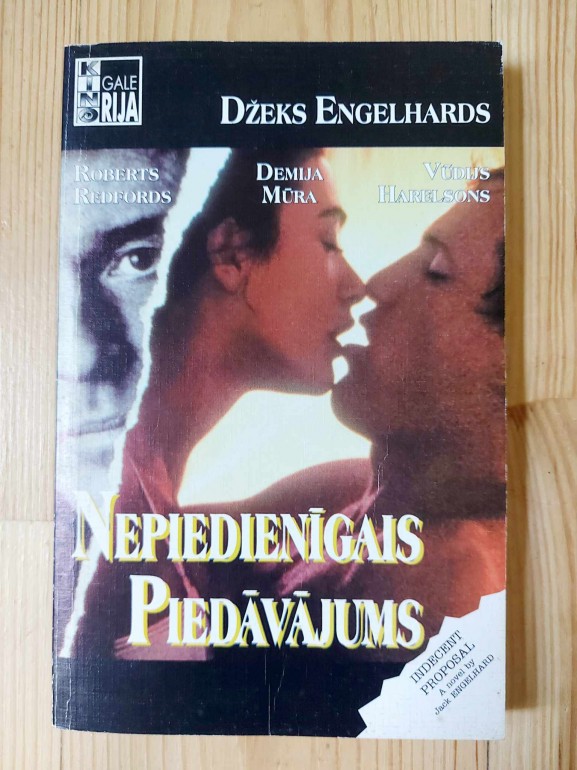 KINO
GALE
RIJA
DŽEKS ENGELHARDS
ROBERTS
REDFORDS
DEMIJA
MŪRA
VŪDIJS
HARELSONS
NEPIEDIENĪGAIS
PIEDĀVĀJUMS
INDECENT
PROPOSAL
A novel by
Jack ENGELHARD